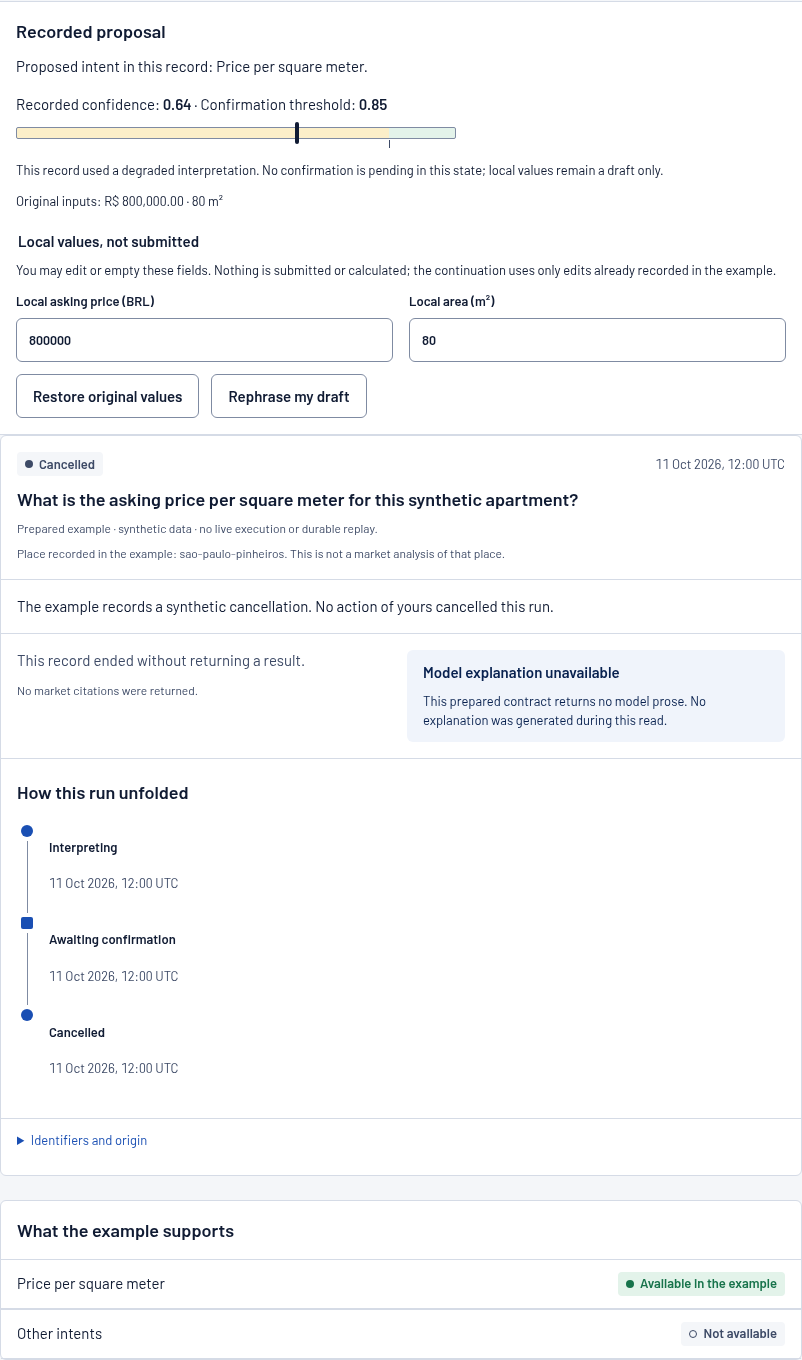 Recorded proposal
Proposed intent in this record: Price per square meter.
Recorded confidence: 0.64 · Confirmation threshold: 0.85
This record used a degraded interpretation. No confirmation is pending in this state; local values remain a draft only.
Original inputs: R$ 800,000.00 · 80 m²
Local values, not submitted
You may edit or empty these fields. Nothing is submitted or calculated; the continuation uses only edits already recorded in the example.
Local asking price (BRL)
Local area (m²)
800000
80
Restore original values
Rephrase my draft
Cancelled
11 Oct 2026, 12:00 UTC
What is the asking price per square meter for this synthetic apartment?
Prepared example · synthetic data · no live execution or durable replay.
Place recorded in the example: sao-paulo-pinheiros. This is not a market analysis of that place.
The example records a synthetic cancellation. No action of yours cancelled this run.
This record ended without returning a result.
No market citations were returned.
Model explanation unavailable
This prepared contract returns no model prose. No
explanation was generated during this read.
How this run unfolded
Interpreting
11 Oct 2026, 12:00 UTC
Awaiting confirmation
11 Oct 2026, 12:00 UTC
Cancelled
11 Oct 2026, 12:00 UTC
Identifiers and origin
What the example supports
Price per square meter
Available in the example
Other intents
Not available